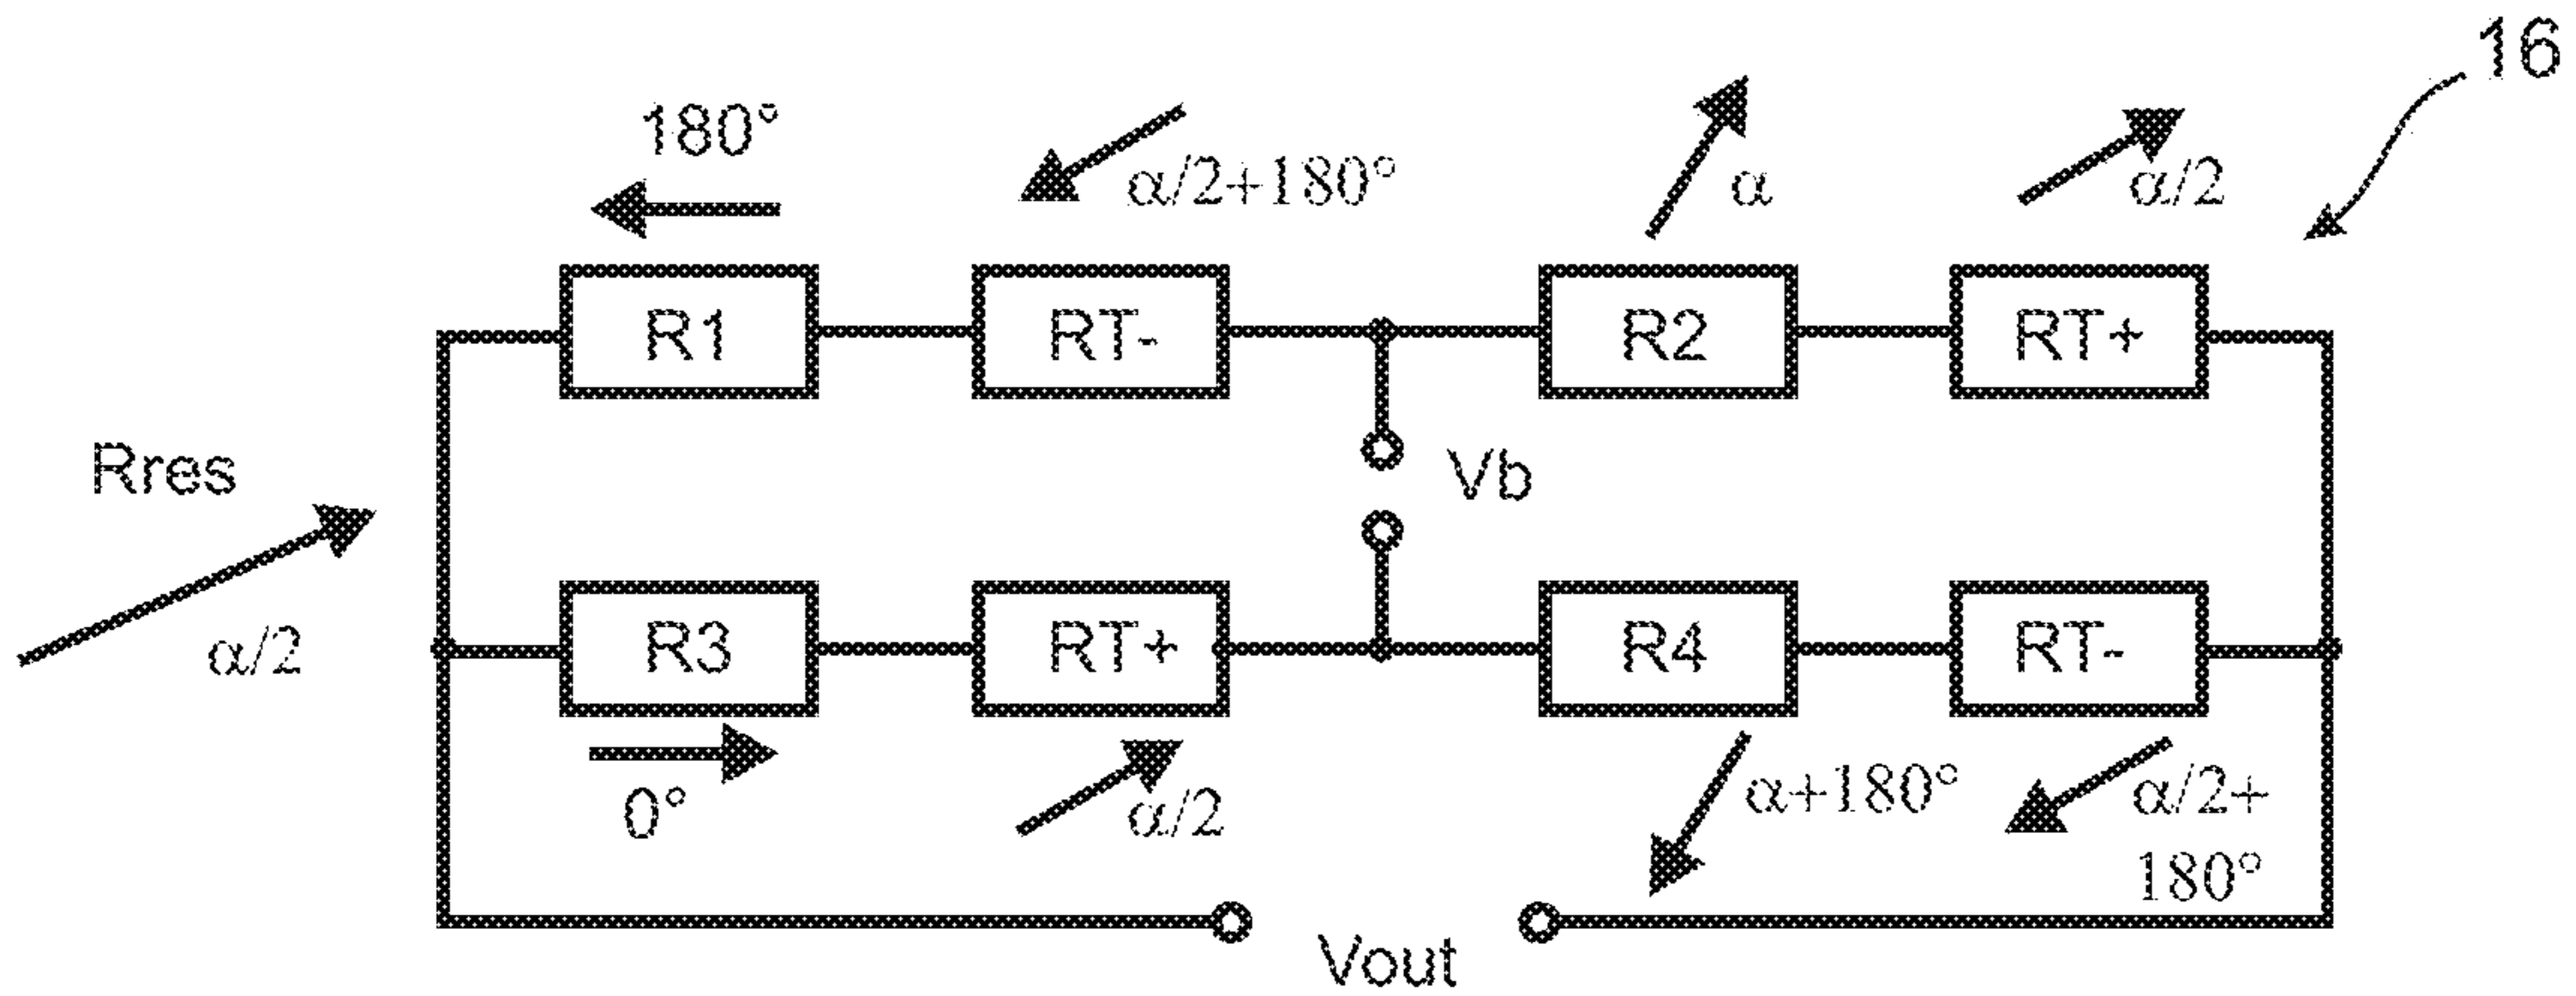 16
180°
α/2+180°
α
α/2
R1
RT-
R2
RT+
Rres
Vb
α/2
R3
RT+
R4
RT-
0°
α/2
α+180°
α/2+
180°
Vout